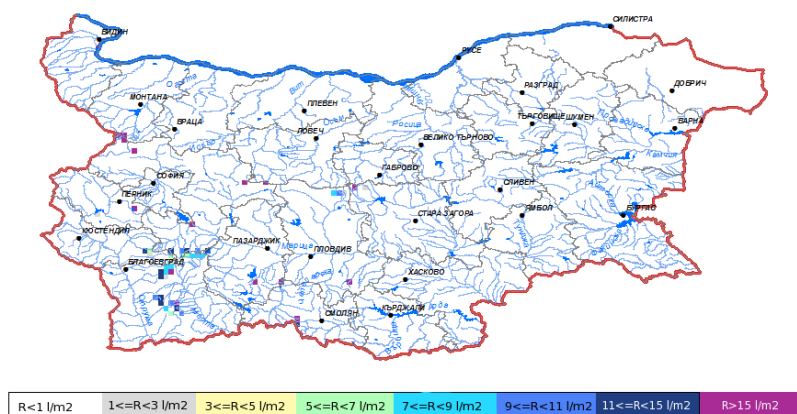 СИЛИСТРА
ВИДИН
РУСЕ
РАЗГРАД
ДОБРИЧ
МОНТАНА
ПЛЕВЕН
ВРАЦА
ЛОВЕЧ
ТЪРГОВИЩЕ ШУМЕН
ВАРНА
ВЕЛИКО ТЪРНОВО
ГАБРОВО
СОФИЯ
СЛИВЕН
ПЕРНИК
СТАРА ЗАГОРА
ЯМБОЛ
БУРГАС
КЮСТЕНДИЛ
ПАЗАРДЖИК
ПЛОВДИВ
БЛАГОЕВГРАД
ХАСКОВО
СМОЛЯН
КЪРДЖАЛИ
R<1 l/m2
1<=R<3 l/m2
3<=R<5 l/m2
5<=R<7 l/m2
7<=R<9 l/m2
9<=R<11 l/m2
11<=R<15 l/m2
R>15 l/m2